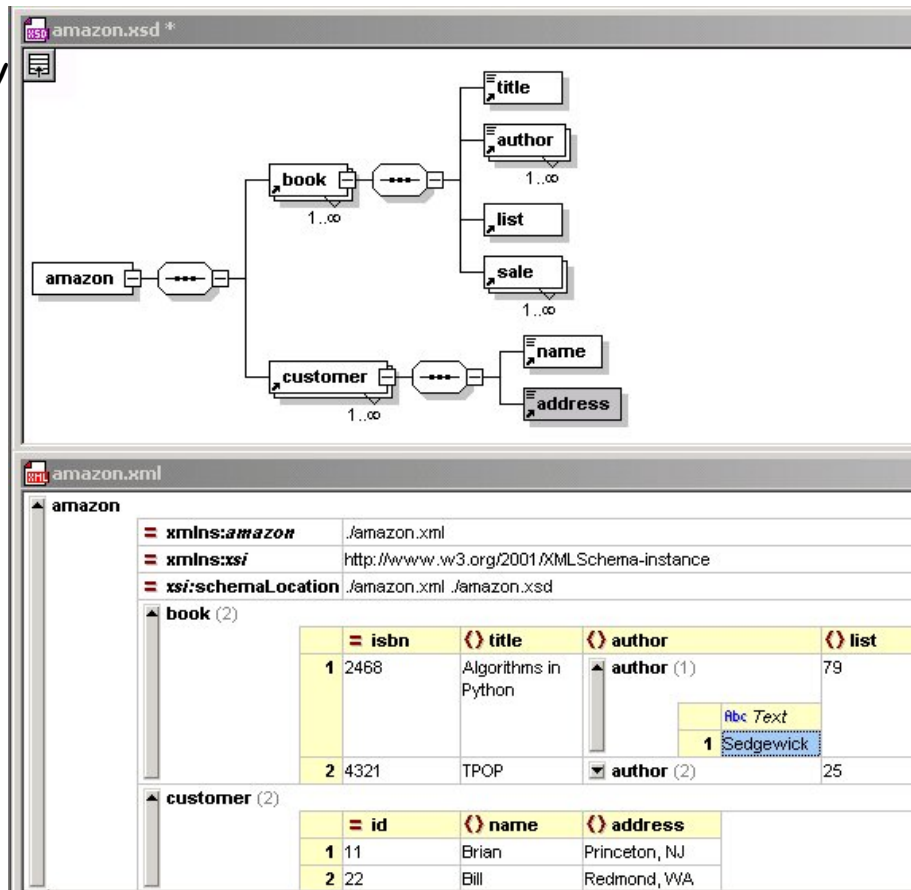 amazon.xsd *
title
author
1..∞
book
1..∞
list
sale
1..∞
amazon
name
customer
1..∞
address
amazon.xml
amazon
= xmlns:amazon ./amazon.xml
= xmlns:xsi http://www.w3.org/2001/XMLSchema-instance
= xsi:schemaLocation ./amazon.xml ./amazon.xsd
book (2)
= isbn () title () author () list
1 2468 Algorithms in Python author (1) 79
Abc Text
1 Sedgewick
2 4321 TPOP author (2) 25
customer (2)
= id () name () address
1 11 Brian Princeton, NJ
2 22 Bill Redmond, WA